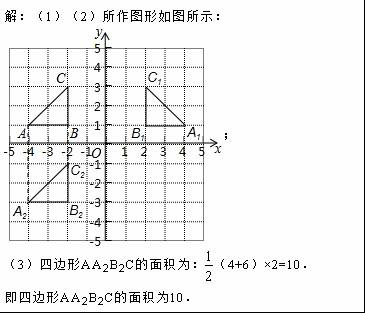 解：（1）（2）所作图形如图所示：
y
5
4
C 3 C₁
2
A B 1 B₁ A₁ ；
-5 -4 -3 -2 -1 O 1 2 3 4 5 x
-1
C₂ -2
A₂ B₂ -3
-4
-5
（3）四边形AA₂B₂C的面积为：1/2（4+6）×2=10．
即四边形AA₂B₂C的面积为10．